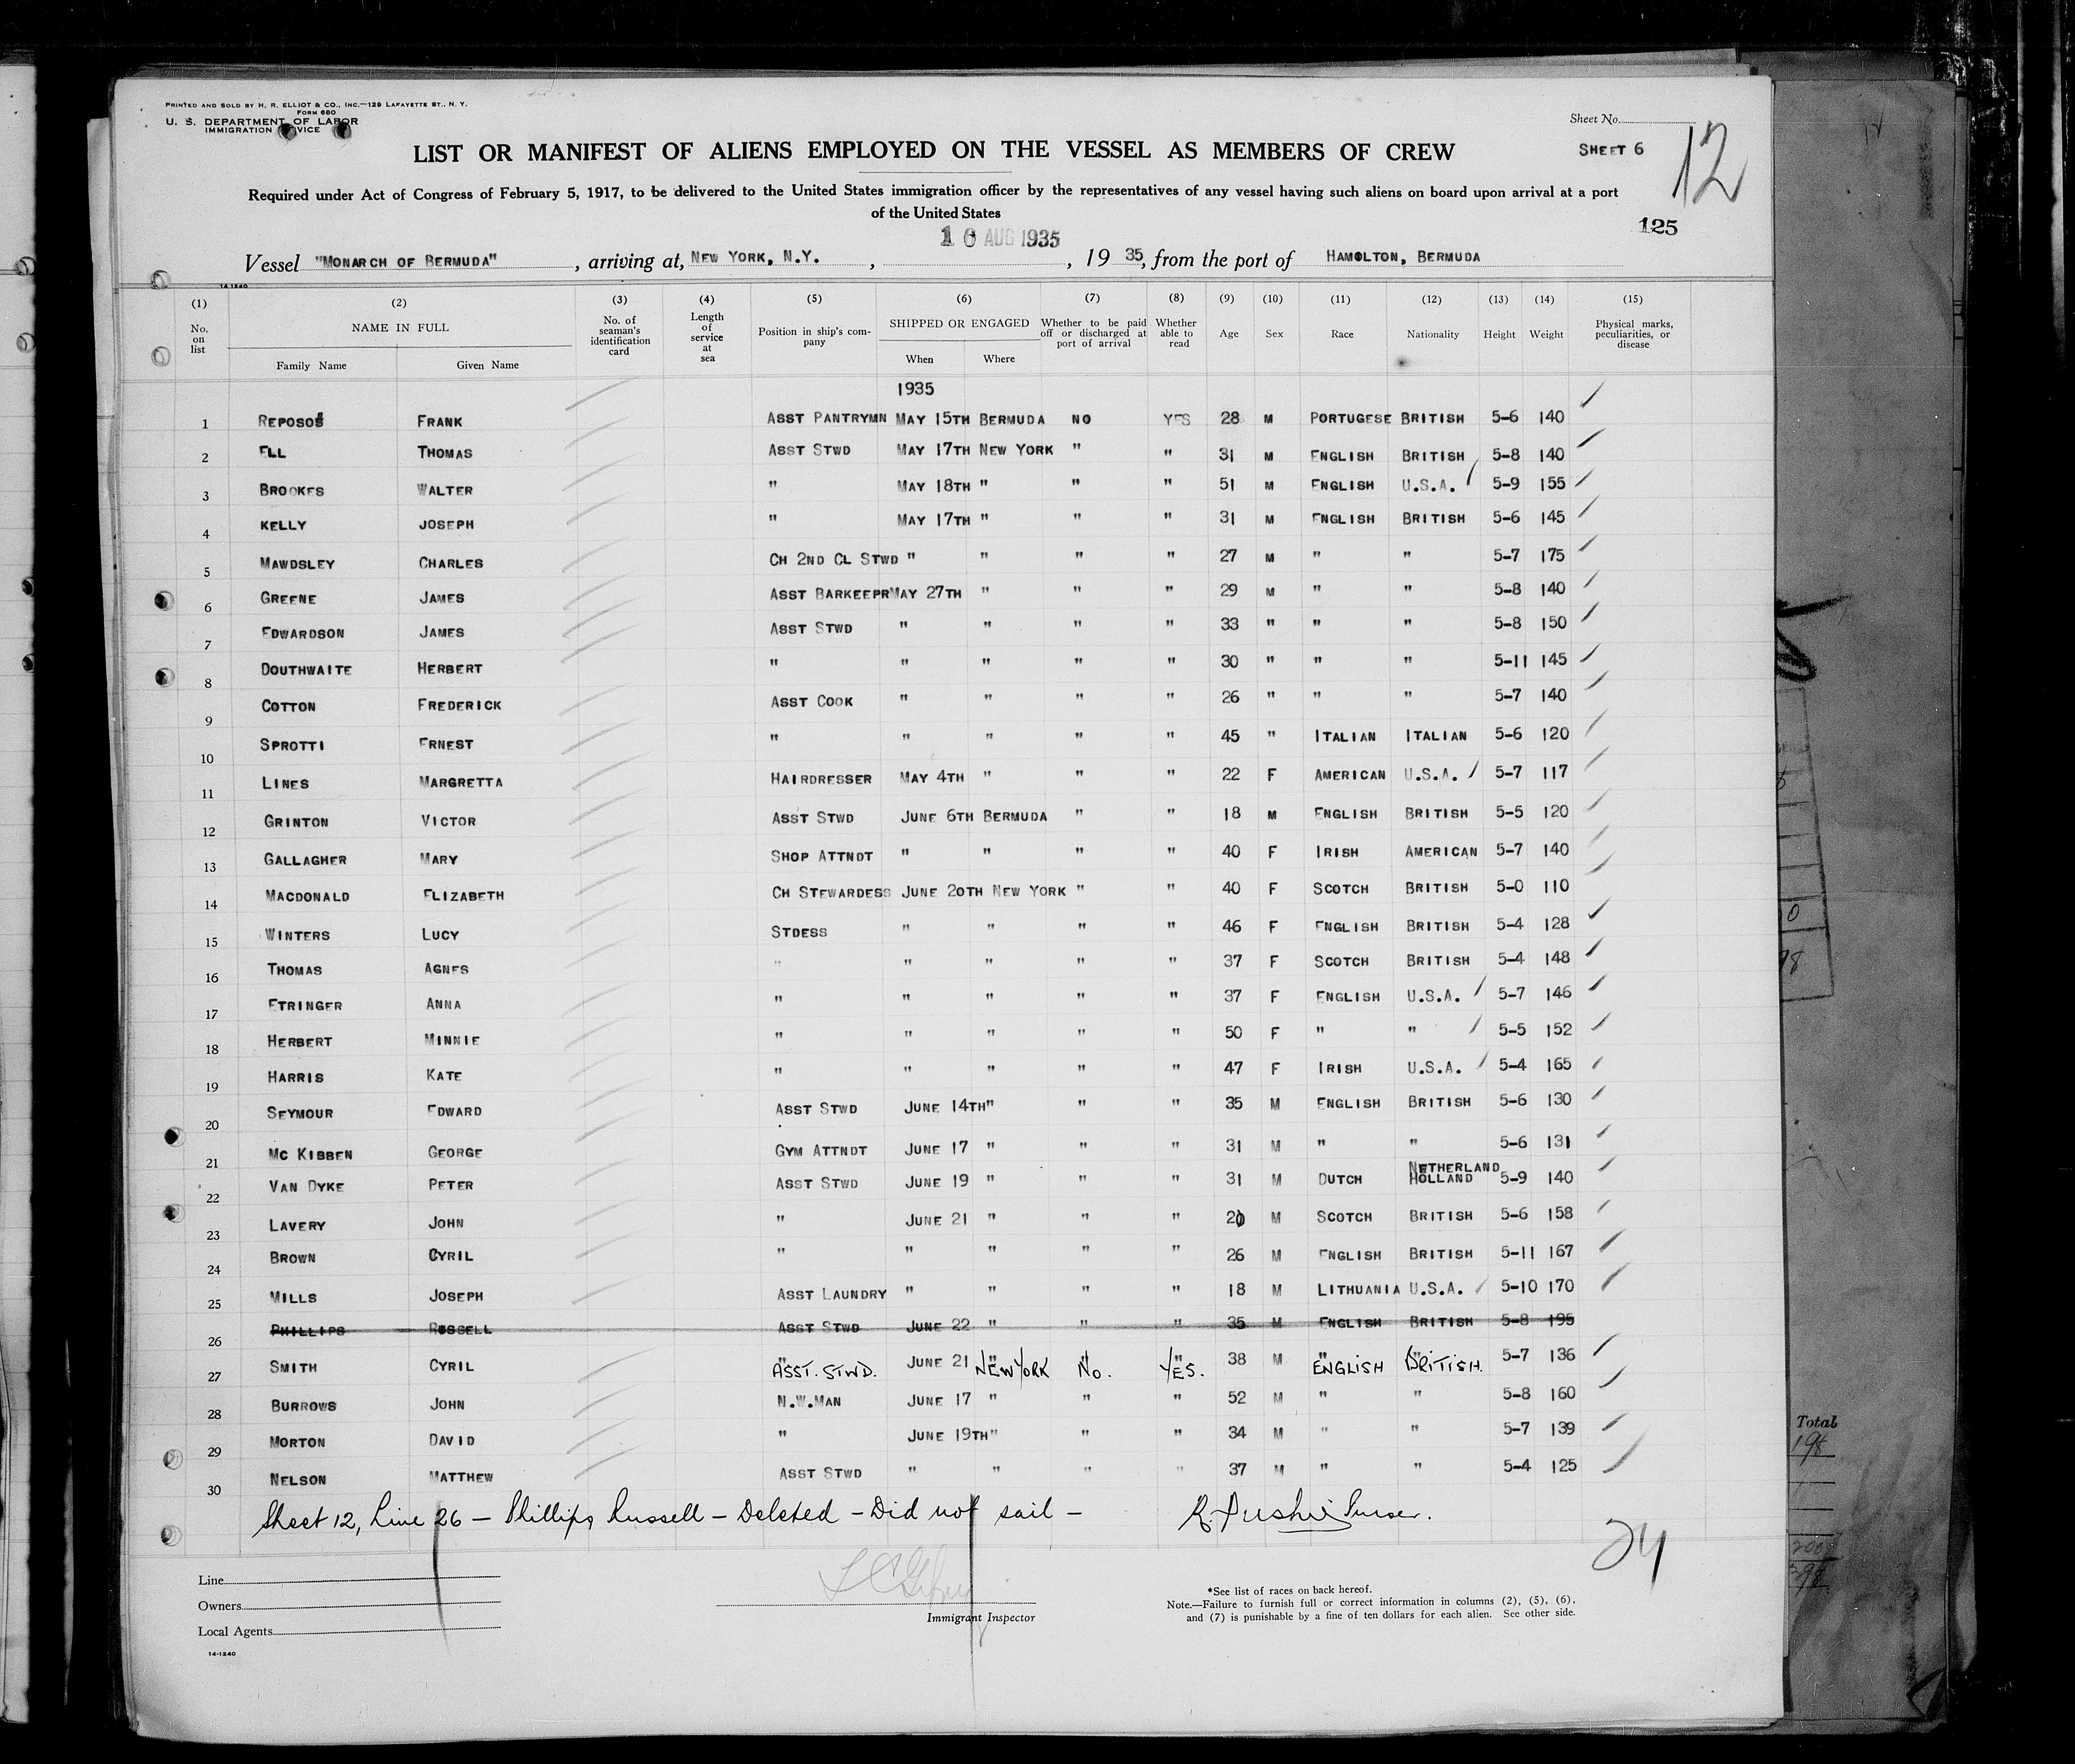 PRINTED AND SOLD BY H. R. ELLIOT & CO., INC.—129 LAFAYETTE ST., N. Y.
FORM 680
U. S. DEPARTMENT OF LABOR
IMMIGRATION VICE
Sheet No.
SHEET 6
12
LIST OR MANIFEST OF ALIENS EMPLOYED ON THE VESSEL AS MEMBERS OF CREW
Required under Act of Congress of February 5, 1917, to be delivered to the United States immigration officer by the representatives of any vessel having such aliens on board upon arrival at a port
of the United States
125
10 AUG 1935
Vessel "MONARCH OF BERMUDA", arriving at, NEW YORK, N.Y. , , 19 35, from the port of HAMOLTON, BERMUDA
14-1240
(1) (2) (3) (4) (5) (6) (7) (8) (9) (10) (11) (12) (13) (14) (15)
No. on list NAME IN FULL Family Name Given Name No. of seaman's identification card Length of service at sea Position in ship's company SHIPPED OR ENGAGED When Where Whether to be paid off or discharged at port of arrival Whether able to read Age Sex Race Nationality Height Weight Physical marks, peculiarities, or disease
1935
1 REPOSO FRANK ASST PANTRYMN MAY 15TH BERMUDA NO YES 28 M PORTUGESE BRITISH 5-6 140
2 ELL THOMAS ASST STWD MAY 17TH NEW YORK " " 31 M ENGLISH BRITISH 5-8 140
3 BROOKES WALTER " MAY 18TH " " " 51 M ENGLISH U.S.A. 5-9 155
4 KELLY JOSEPH " MAY 17TH " " " 31 M ENGLISH BRITISH 5-6 145
5 MAWDSLEY CHARLES CH 2ND CL STWD " " " " 27 M " " 5-7 175
6 GREENE JAMES ASST BARKEEPR MAY 27TH " " " 29 M " " 5-8 140
7 EDWARDSON JAMES ASST STWD " " " " 33 " " " 5-8 150
8 DOUTHWAITE HERBERT " " " " " 30 " " " 5-11 145
9 COTTON FREDERICK ASST COOK " " " " 26 " " " 5-7 140
10 SPROTTI ERNEST " " " " " 45 " ITALIAN ITALIAN 5-6 120
11 LINES MARGRETTA HAIRDRESSER MAY 4TH " " " 22 F AMERICAN U.S.A. 5-7 117
12 GRINTON VICTOR ASST STWD JUNE 6TH BERMUDA " " 18 M ENGLISH BRITISH 5-5 120
13 GALLAGHER MARY SHOP ATTNDT " " " " 40 F IRISH AMERICAN 5-7 140
14 MACDONALD ELIZABETH CH STEWARDESS JUNE 20TH NEW YORK " " 40 F SCOTCH BRITISH 5-0 110
15 WINTERS LUCY STDESS " " " " 46 F ENGLISH BRITISH 5-4 128
16 THOMAS AGNES " " " " " 37 F SCOTCH BRITISH 5-4 148
17 ETRINGER ANNA " " " " " 37 F ENGLISH U.S.A. 5-7 146
18 HERBERT MINNIE " " " " " 50 F " " 5-5 152
19 HARRIS KATE " " " " " 47 F IRISH U.S.A. 5-4 165
20 SEYMOUR EDWARD ASST STWD JUNE 14TH " " " 35 M ENGLISH BRITISH 5-6 130
21 MC KIBBEN GEORGE GYM ATTNDT JUNE 17 " " " 31 M " " 5-6 131
22 VAN DYKE PETER ASST STWD JUNE 19 " " " 31 M DUTCH NETHERLAND HOLLAND 5-9 140
23 LAVERY JOHN " JUNE 21 " " " 20 M SCOTCH BRITISH 5-6 158
24 BROWN CYRIL " " " " " 26 M ENGLISH BRITISH 5-11 167
25 MILLS JOSEPH ASST LAUNDRY " " " " 18 M LITHUANIA U.S.A. 5-10 170
26 PHILLIPS RUSSELL ASST STWD JUNE 22 " " " 35 M ENGLISH BRITISH 5-8 195
27 SMITH CYRIL ASST. STWD. JUNE 21 NEW YORK No. YES. 38 M ENGLISH BRITISH. 5-7 136
28 BURROWS JOHN N.W.MAN JUNE 17 " " " 52 M " " 5-8 160
29 MORTON DAVID " JUNE 19TH " " " 34 M " " 5-7 139
30 NELSON MATTHEW ASST STWD " " " " 37 M " " 5-4 125
Sheet 12, Line 26 — Phillips Russell — Deleted — Did not sail — Purser.
24
Line
Owners
Local Agents
14-1240
Immigrant Inspector
*See list of races on back hereof.
Note.—Failure to furnish full or correct information in columns (2), (5), (6),
and (7) is punishable by a fine of ten dollars for each alien. See other side.
Total
198